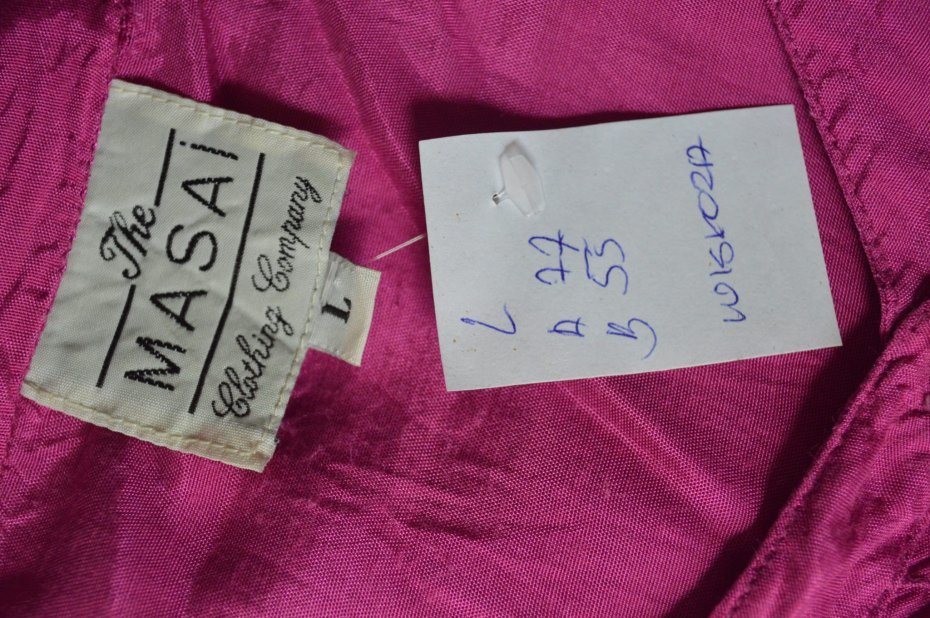 The
MASAi
Clothing Company
L
L
A 77
B 55
WISKOZA